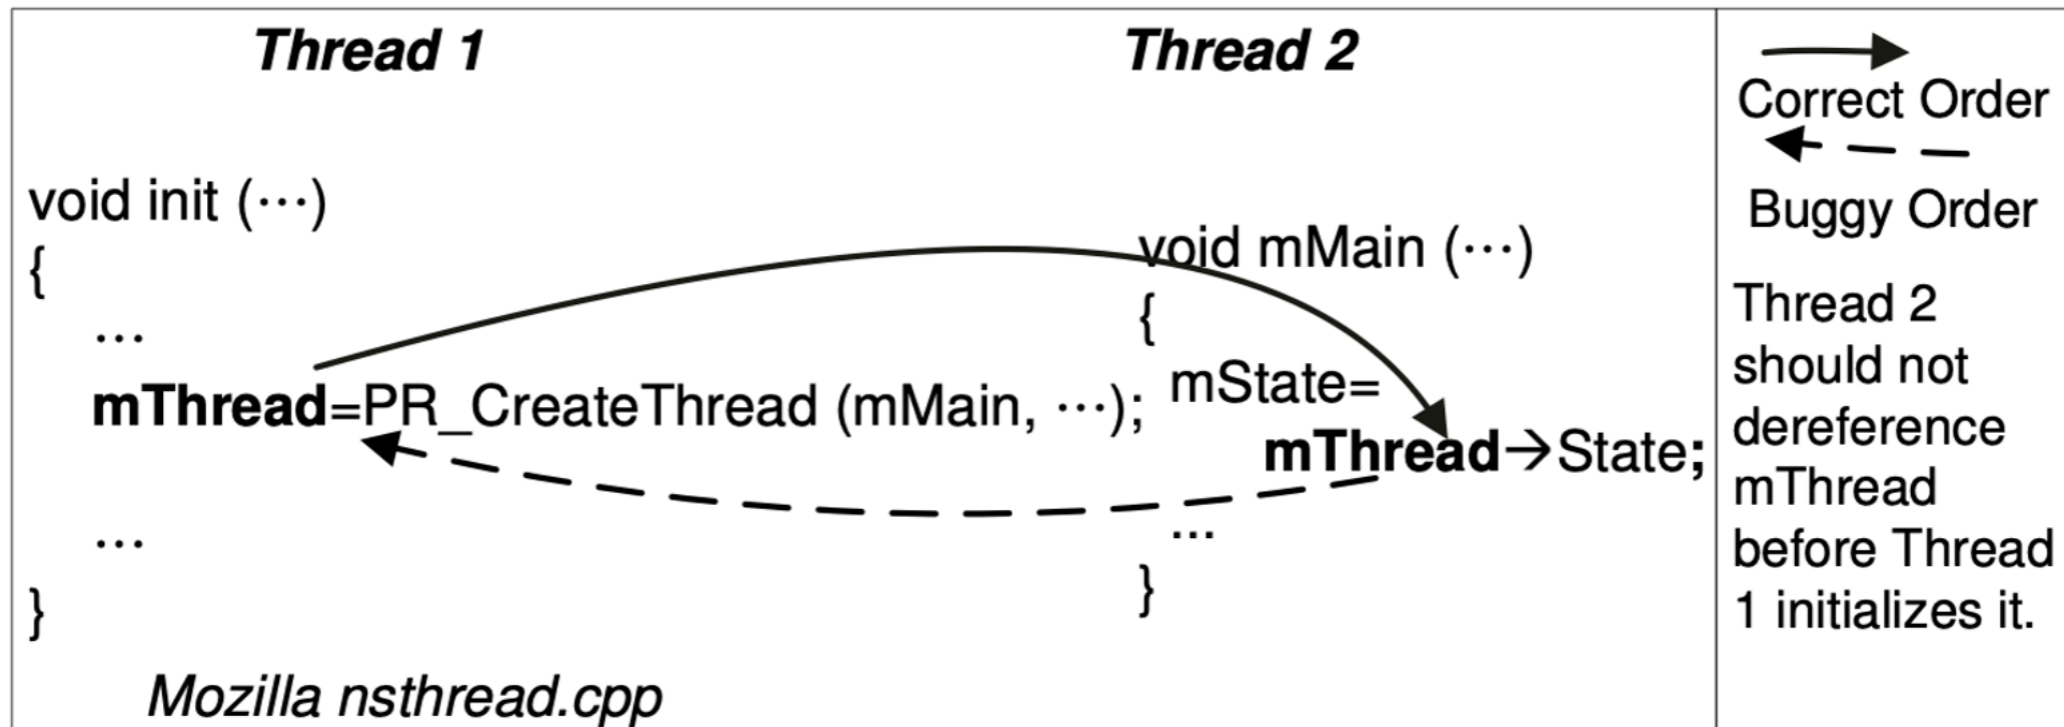 Thread 1
void init (⋯)
{
⋯
mThread=PR_CreateThread (mMain, ⋯);
⋯
}
Mozilla nsthread.cpp
Thread 2
void mMain (⋯)
{
mState=
mThread→State;
...
}
Correct Order
Buggy Order
Thread 2
should not
dereference
mThread
before Thread
1 initializes it.